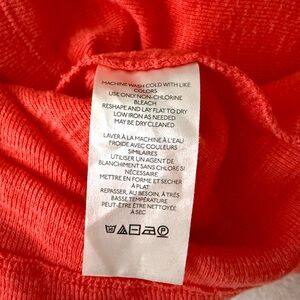 MACHINE WASH COLD WITH LIKE
COLORS
USE ONLY NON-CHLORINE
BLEACH
RESHAPE AND LAY FLAT TO DRY
LOW IRON AS NEEDED
MAY BE DRY CLEANED
LAVER À LA MACHINE À L'EAU
FROIDE AVEC COULEURS
SIMILAIRES
UTILISER UN AGENT DE
BLANCHIMENT SANS CHLORE SI
NÉCESSAIRE
METTRE EN FORME ET SÉCHER
À PLAT
REPASSER, AU BESOIN, À TRÈS
BASSE TEMPÉRATURE
PEUT-ÊTRE ÊTRE NETTOYÉE
À SEC